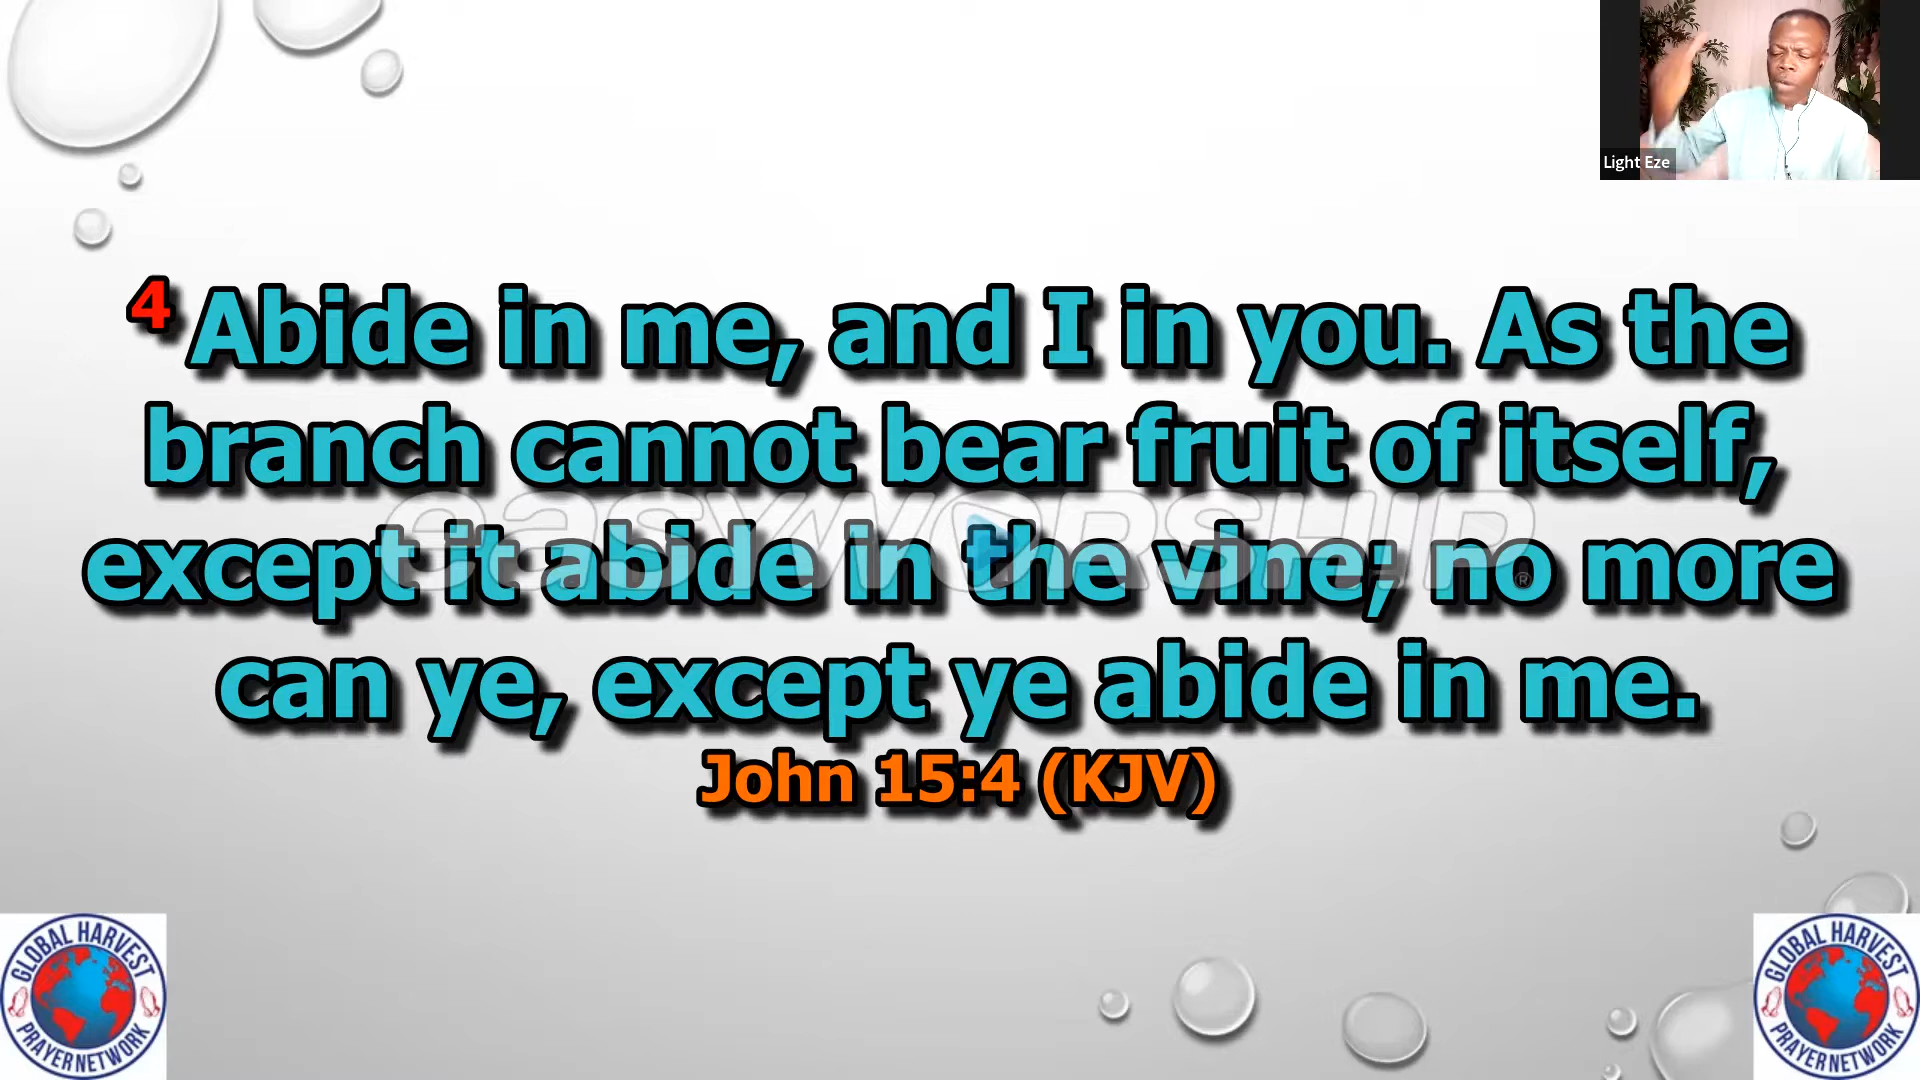 Light Eze
4 Abide in me, and I in you. As the
branch cannot bear fruit of itself,
except it abide in the vine; no more
can ye, except ye abide in me.
John 15:4 (KJV)
easyworship®
GLOBAL HARVEST
PRAYER NETWORK
GLOBAL HARVEST
PRAYER NETWORK